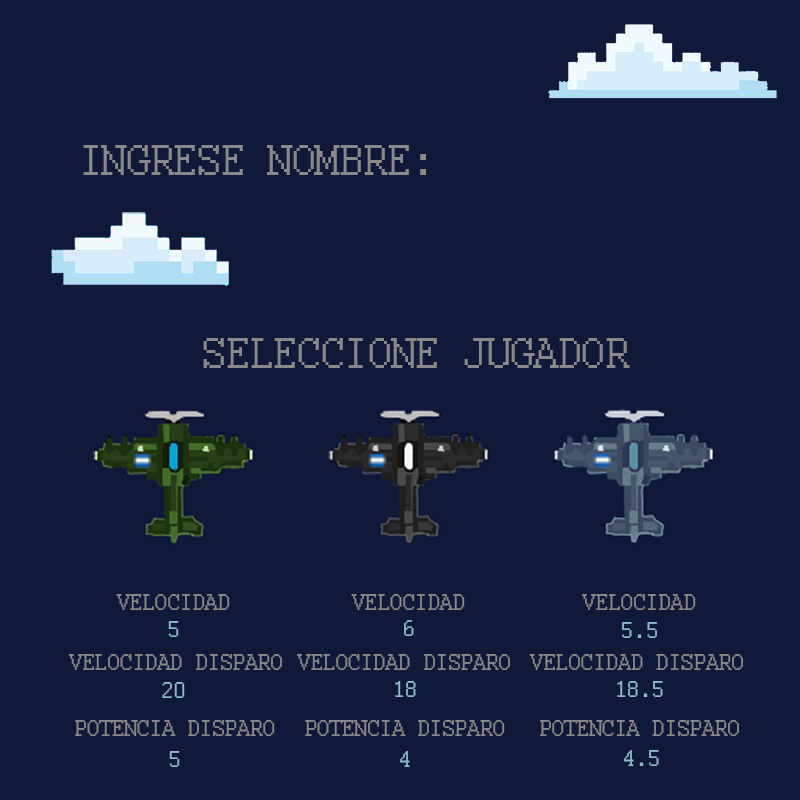 INGRESE NOMBRE:
SELECCIONE JUGADOR
VELOCIDAD VELOCIDAD VELOCIDAD
5 6 5.5
VELOCIDAD DISPARO VELOCIDAD DISPARO VELOCIDAD DISPARO
20 18 18.5
POTENCIA DISPARO POTENCIA DISPARO POTENCIA DISPARO
5 4 4.5